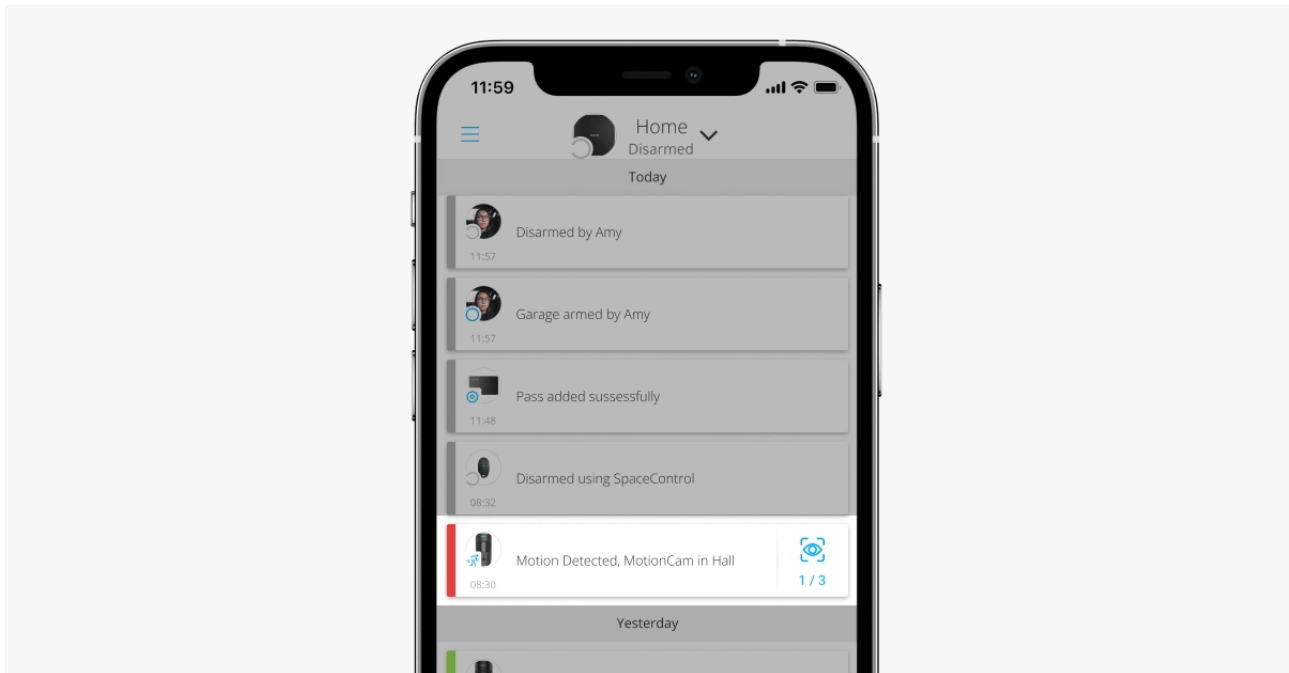 11:59
Home
Disarmed
Today
Disarmed by Amy
11:57
Garage armed by Amy
11:57
Pass added sussessfully
11:48
Disarmed using SpaceControl
08:32
Motion Detected, MotionCam in Hall
08:30
1 / 3
Yesterday